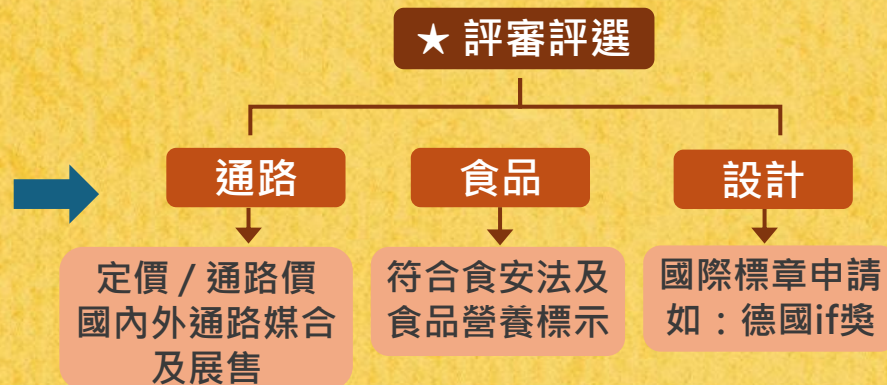 ★ 評審評選
通路
食品
設計
定價 / 通路價
國內外通路媒合
及展售
符合食安法及
食品營養標示
國際標章申請
如：德國if獎